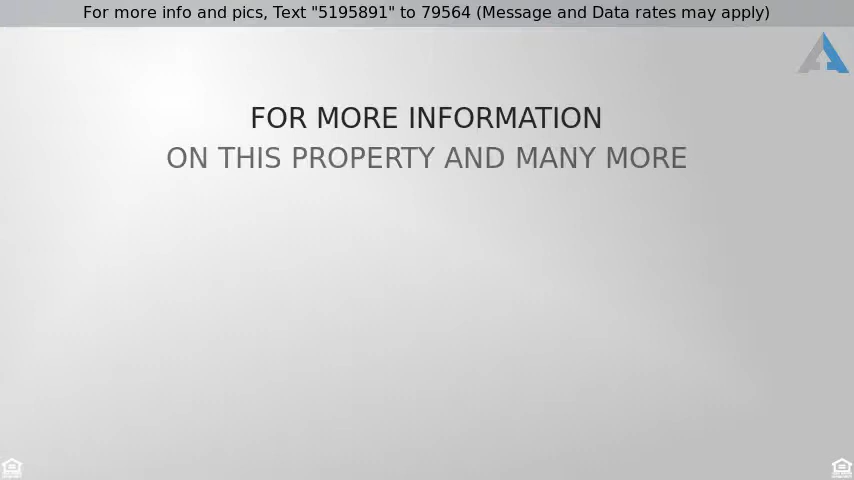 For more info and pics, Text "5195891" to 79564 (Message and Data rates may apply)
FOR MORE INFORMATION
ON THIS PROPERTY AND MANY MORE